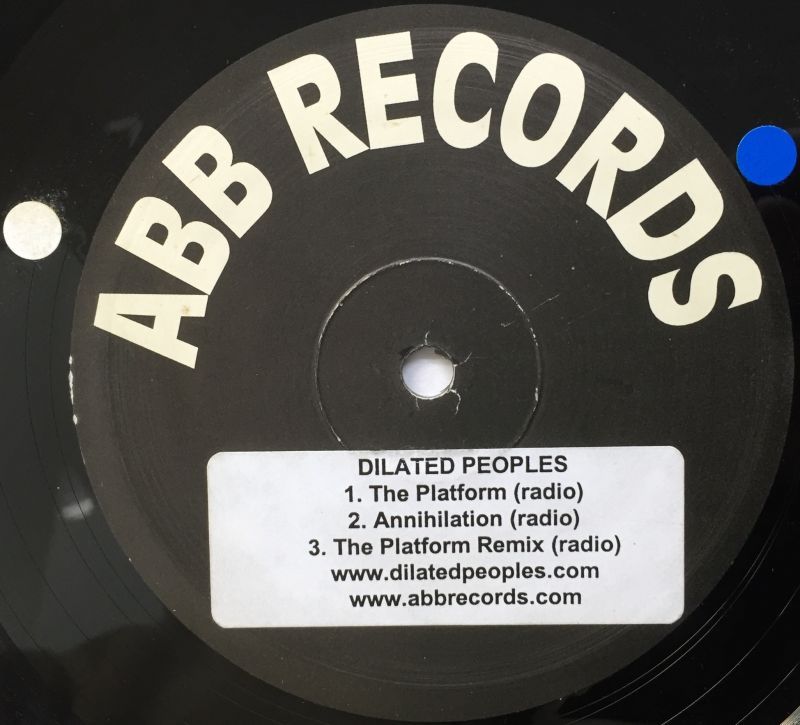 ABB RECORDS
DILATED PEOPLES
1. The Platform (radio)
2. Annihilation (radio)
3. The Platform Remix (radio)
www.dilatedpeoples.com
www.abbrecords.com